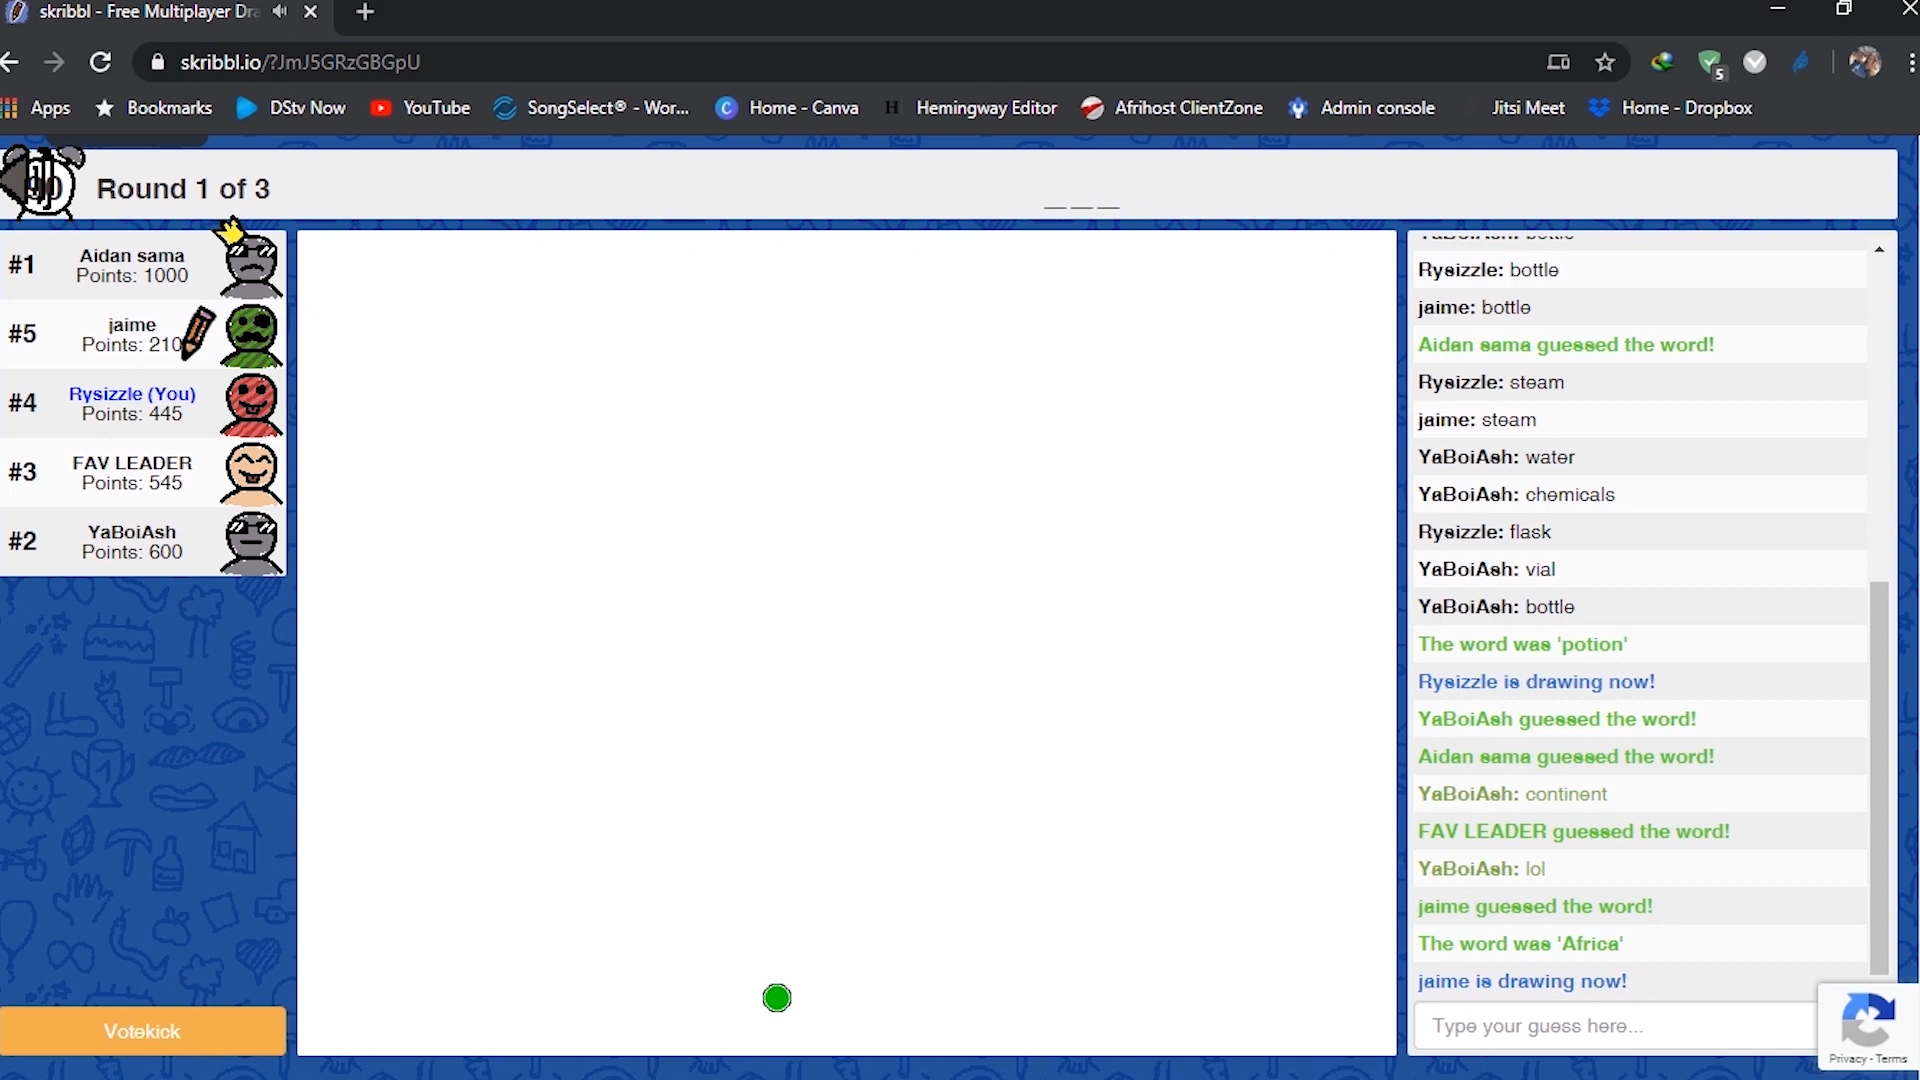 skribbl - Free Multiplayer Dra
skribbl.io/?JmJ5GRzGBGpU
5
Apps
Bookmarks
DStv Now
YouTube
SongSelect® - Wor...
C
Home - Canva
H
Hemingway Editor
Afrihost ClientZone
Admin console
Jitsi Meet
Home - Dropbox
Round 1 of 3
_ _ _
#1
Aidan sama
Points: 1000
#5
jaime
Points: 210
#4
Rysizzle (You)
Points: 445
#3
FAV LEADER
Points: 545
#2
YaBoiAsh
Points: 600
Votekick
Rysizzle: bottle
jaime: bottle
Aidan sama guessed the word!
Rysizzle: steam
jaime: steam
YaBoiAsh: water
YaBoiAsh: chemicals
Rysizzle: flask
YaBoiAsh: vial
YaBoiAsh: bottle
The word was 'potion'
Rysizzle is drawing now!
YaBoiAsh guessed the word!
Aidan sama guessed the word!
YaBoiAsh: continent
FAV LEADER guessed the word!
YaBoiAsh: lol
jaime guessed the word!
The word was 'Africa'
jaime is drawing now!
Type your guess here...
Privacy - Terms